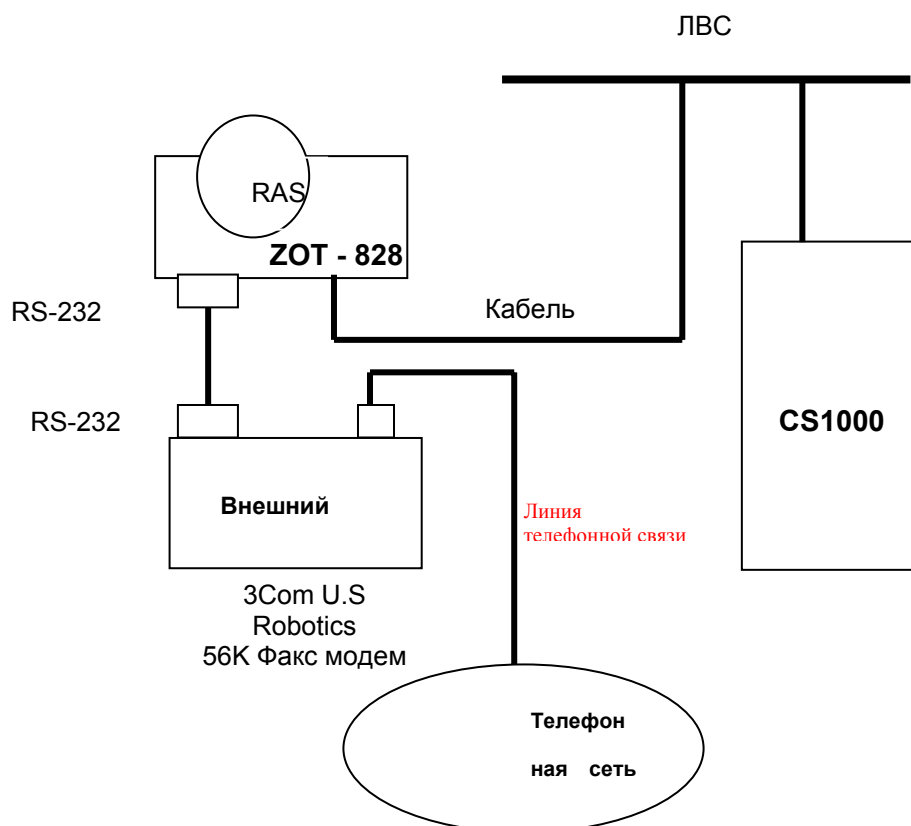 ЛВС
RAS
ZOT - 828
RS-232
Кабель
RS-232
CS1000
Внешний
Линия
телефонной связи
3Com U.S
Robotics
56K Факс модем
Телефон
ная сеть